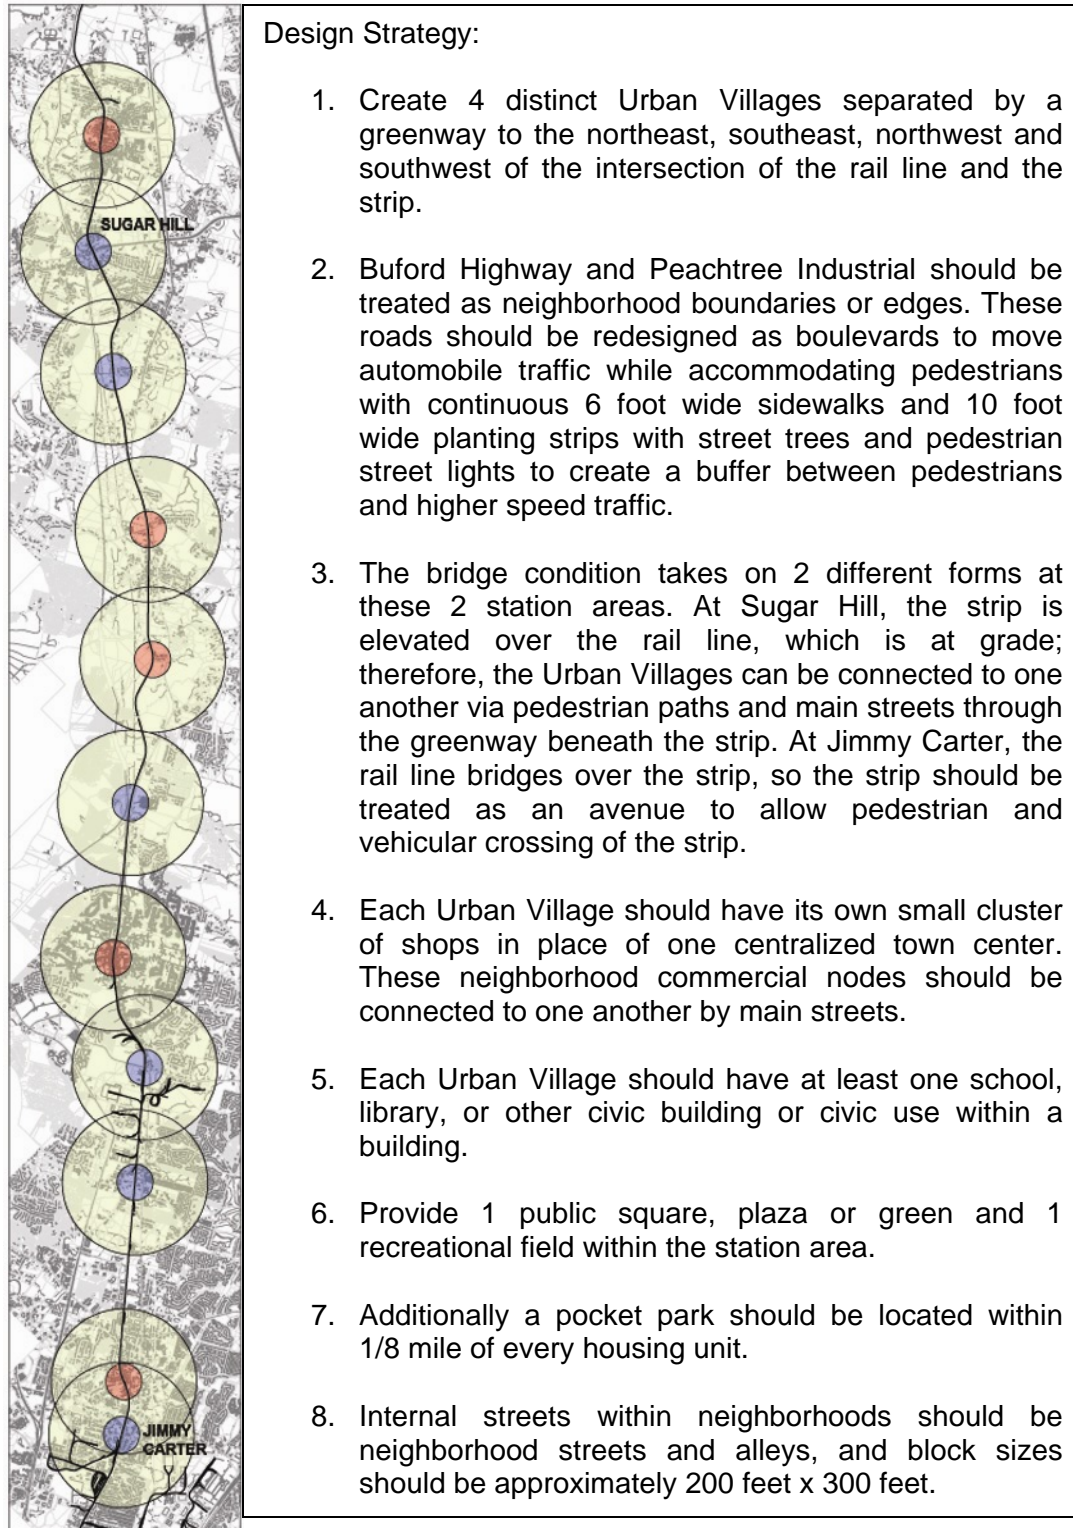 SUGAR HILL
JIMMY
CARTER
Design Strategy:
1. Create 4 distinct Urban Villages separated by a
greenway to the northeast, southeast, northwest and
southwest of the intersection of the rail line and the
strip.
2. Buford Highway and Peachtree Industrial should be
treated as neighborhood boundaries or edges. These
roads should be redesigned as boulevards to move
automobile traffic while accommodating pedestrians
with continuous 6 foot wide sidewalks and 10 foot
wide planting strips with street trees and pedestrian
street lights to create a buffer between pedestrians
and higher speed traffic.
3. The bridge condition takes on 2 different forms at
these 2 station areas. At Sugar Hill, the strip is
elevated over the rail line, which is at grade;
therefore, the Urban Villages can be connected to one
another via pedestrian paths and main streets through
the greenway beneath the strip. At Jimmy Carter, the
rail line bridges over the strip, so the strip should be
treated as an avenue to allow pedestrian and
vehicular crossing of the strip.
4. Each Urban Village should have its own small cluster
of shops in place of one centralized town center.
These neighborhood commercial nodes should be
connected to one another by main streets.
5. Each Urban Village should have at least one school,
library, or other civic building or civic use within a
building.
6. Provide 1 public square, plaza or green and 1
recreational field within the station area.
7. Additionally a pocket park should be located within
1/8 mile of every housing unit.
8. Internal streets within neighborhoods should be
neighborhood streets and alleys, and block sizes
should be approximately 200 feet x 300 feet.